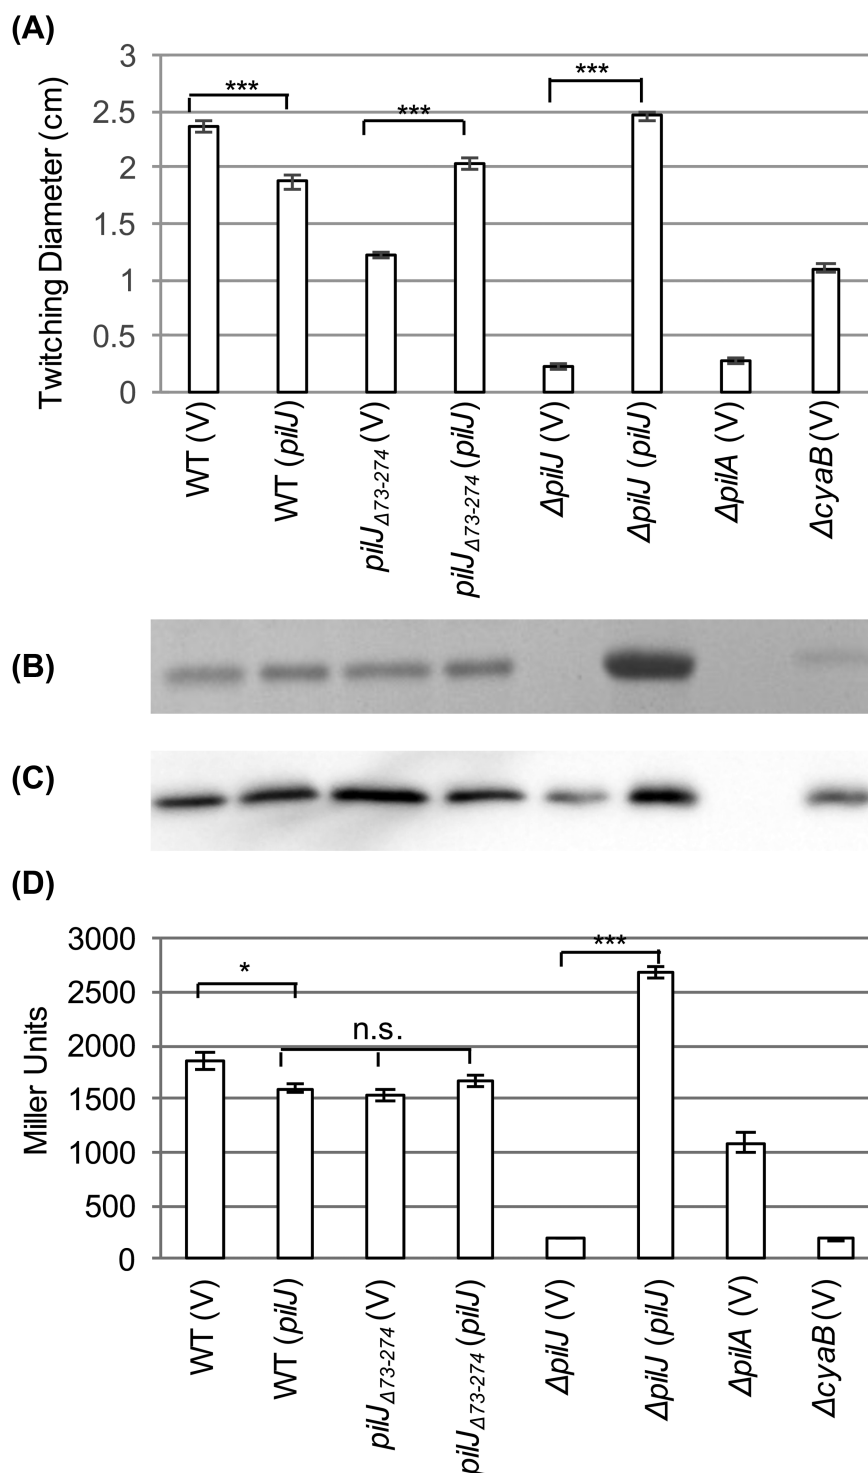 (A)
Twitching Diameter (cm)
3
2.5
2
1.5
1
0.5
0
***
***
***
WT (V)
WT (pilJ)
pilJΔ73-274 (V)
pilJΔ73-274 (pilJ)
ΔpilJ (V)
ΔpilJ (pilJ)
ΔpilA (V)
ΔcyaB (V)
(B)
(C)
(D)
Miller Units
3000
2500
2000
1500
1000
500
0
*
n.s.
***
WT (V)
WT (pilJ)
pilJΔ73-274 (V)
pilJΔ73-274 (pilJ)
ΔpilJ (V)
ΔpilJ (pilJ)
ΔpilA (V)
ΔcyaB (V)